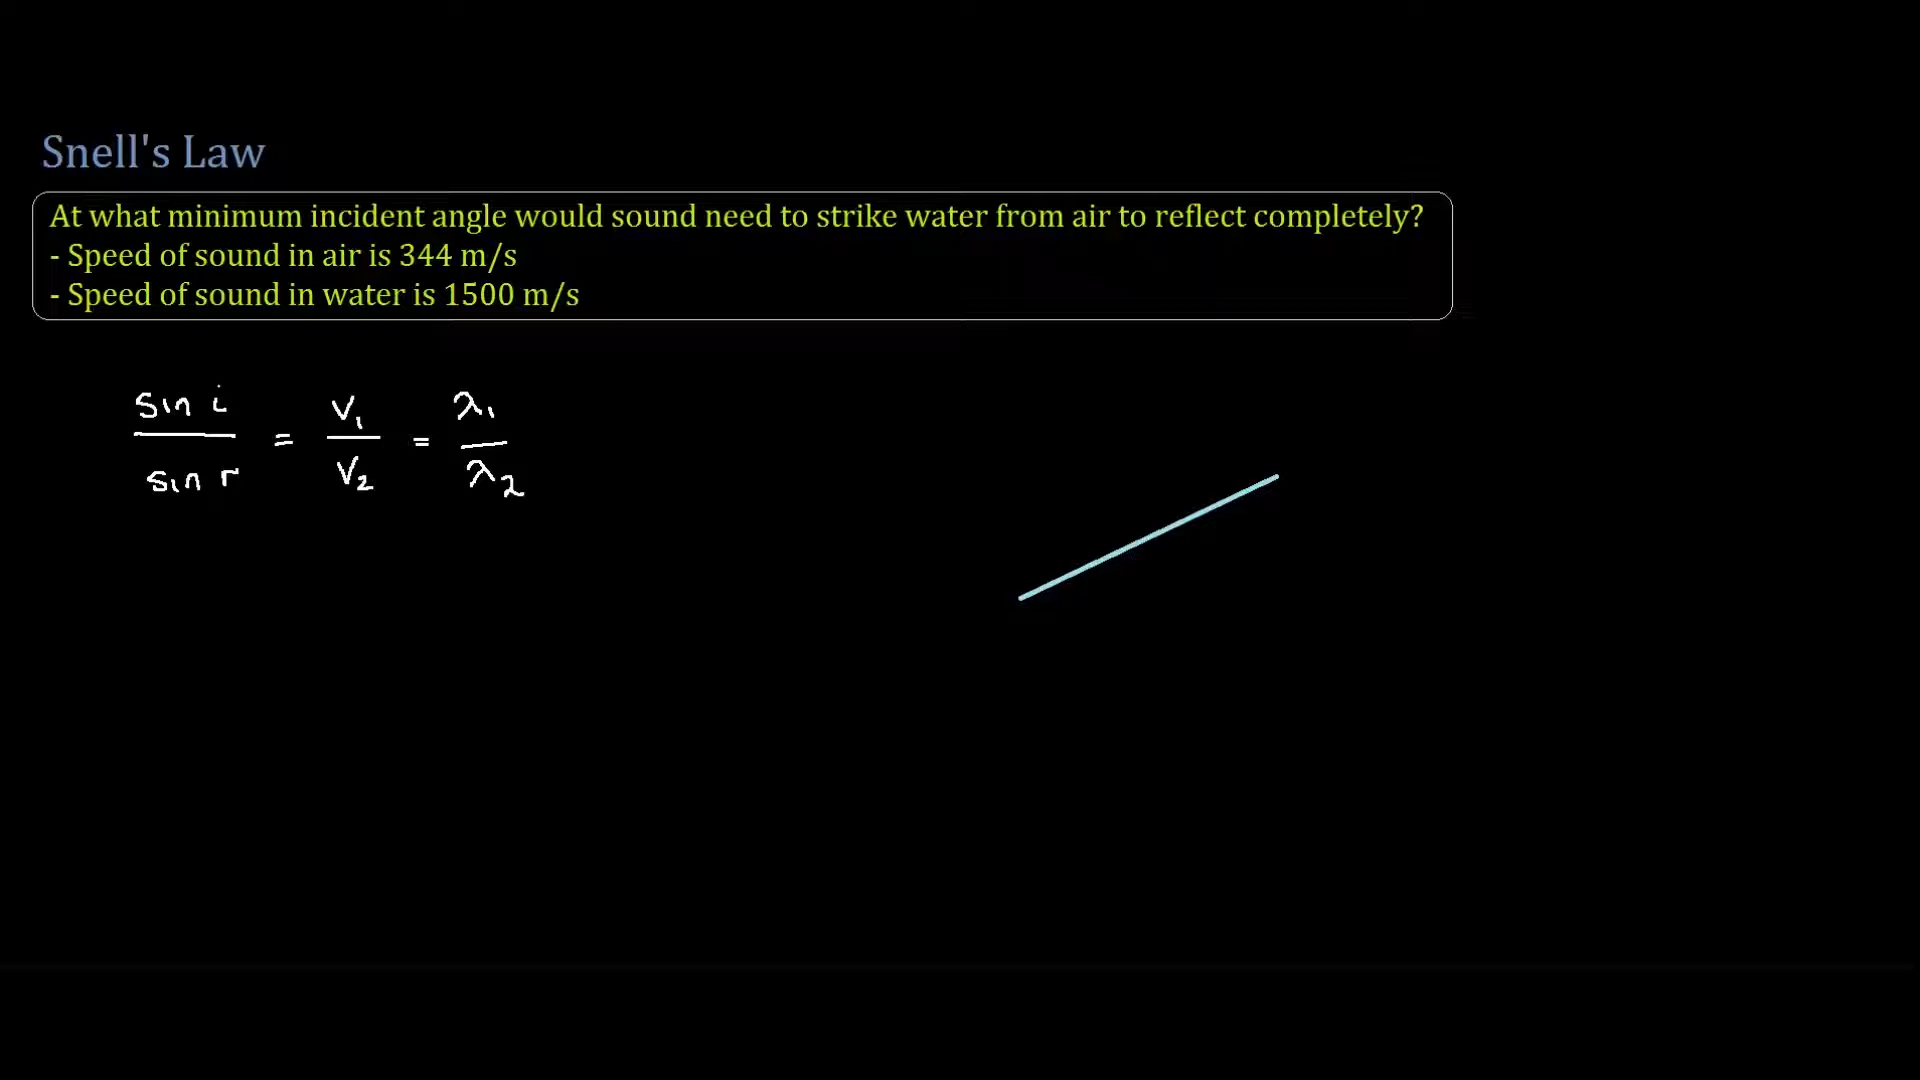 Snell's Law
At what minimum incident angle would sound need to strike water from air to reflect completely?
- Speed of sound in air is 344 m/s
- Speed of sound in water is 1500 m/s
sin i / sin r = V₁ / V₂ = λ₁ / λ₂